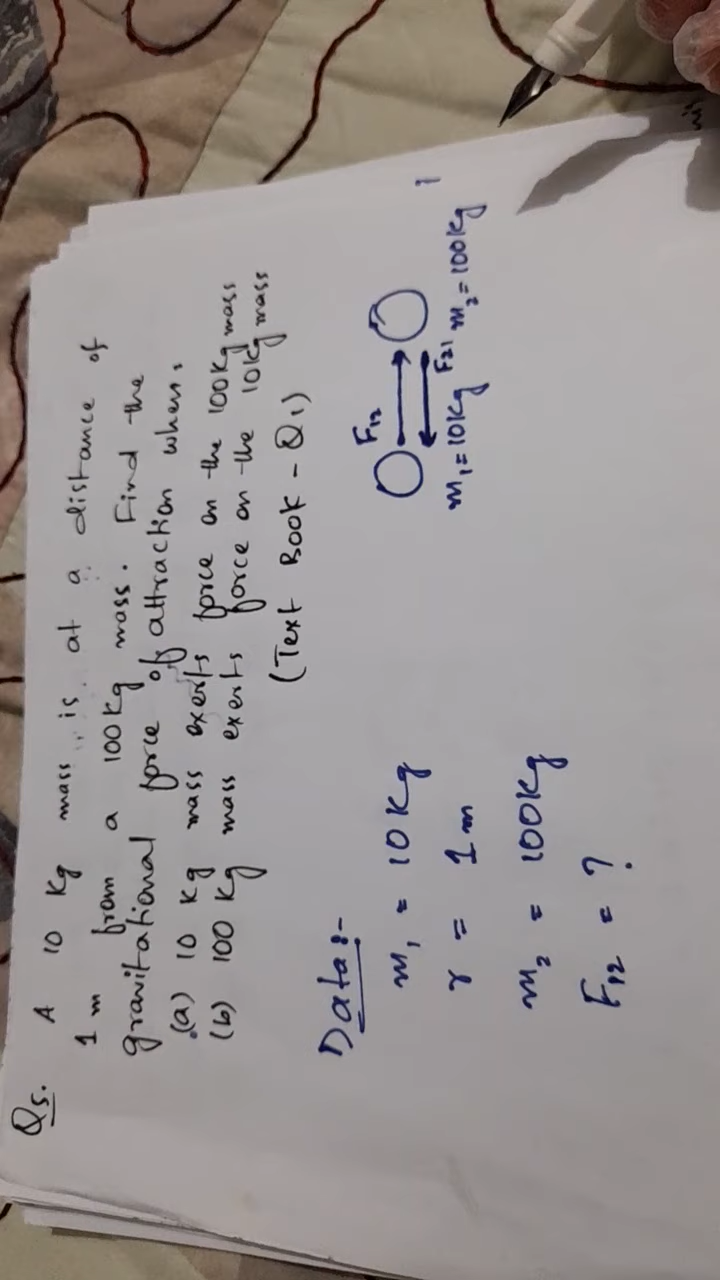 Q5. A 10 Kg mass is at a distance of
1 m from a 100 Kg mass. Find the
gravitational force of attraction when,
(a) 10 Kg mass exerts force on the 100 Kg mass
(b) 100 Kg mass exerts force on the 10 Kg mass
(Text Book - Q1)
Data:-
m₁ = 10 Kg
r = 1 m
m₂ = 100 Kg
F₁₂ = ?
F₁₂
F₂₁
m₁ = 10 Kg m₂ = 100 Kg